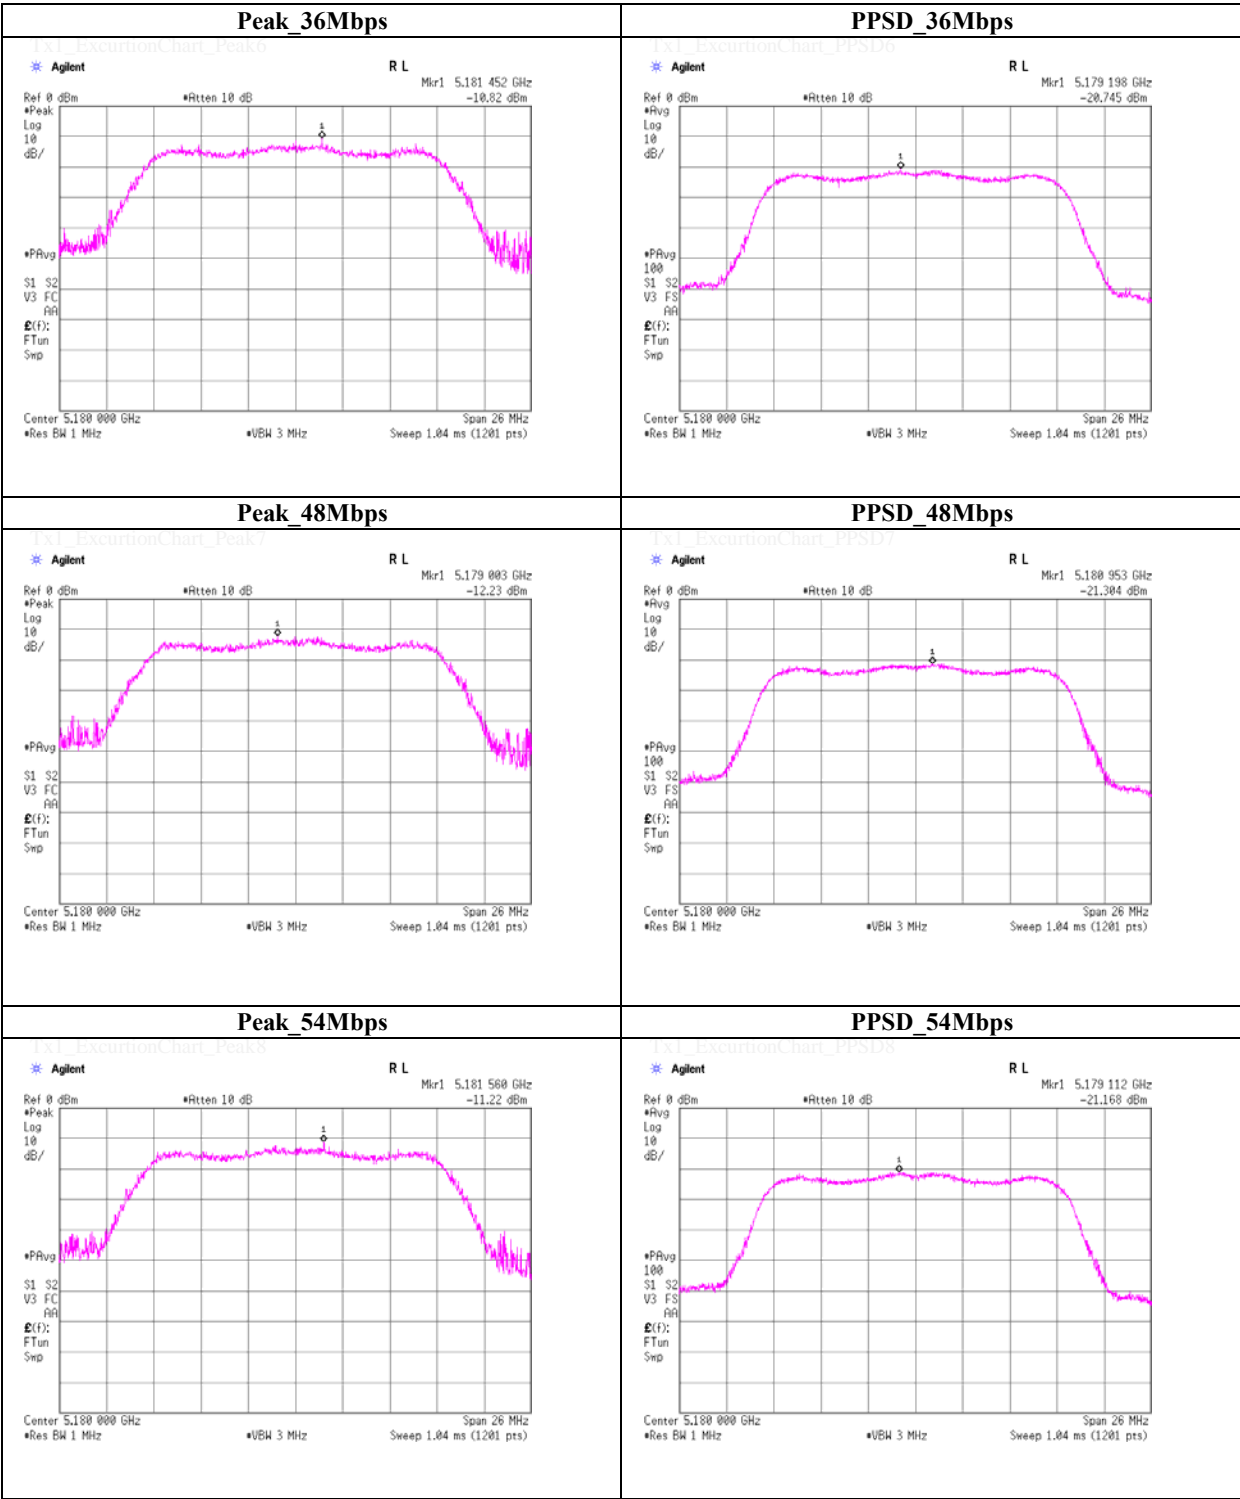 Peak_36Mbps
PPSD_36Mbps
Tx1_ExcurtionChart_Peak6
Agilent
R L
Mkr1 5.181 452 GHz
Ref 0 dBm
*Atten 10 dB
-10.82 dBm
*Peak
Log
10
dB/
1
*PAvg
S1 S2
V3 FC
AA
£(f):
FTun
Swp
Center 5.180 000 GHz
Span 26 MHz
*Res BW 1 MHz
*VBW 3 MHz
Sweep 1.04 ms (1201 pts)
Tx1_ExcurtionChart_PPSD6
Agilent
R L
Mkr1 5.179 198 GHz
Ref 0 dBm
*Atten 10 dB
-20.745 dBm
*Avg
Log
10
dB/
1
*PAvg
100
S1 S2
V3 FS
AA
£(f):
FTun
Swp
Center 5.180 000 GHz
Span 26 MHz
*Res BW 1 MHz
*VBW 3 MHz
Sweep 1.04 ms (1201 pts)
Peak_48Mbps
PPSD_48Mbps
Tx1_ExcurtionChart_Peak7
Agilent
R L
Mkr1 5.179 003 GHz
Ref 0 dBm
*Atten 10 dB
-12.23 dBm
*Peak
Log
10
dB/
1
*PAvg
S1 S2
V3 FC
AA
£(f):
FTun
Swp
Center 5.180 000 GHz
Span 26 MHz
*Res BW 1 MHz
*VBW 3 MHz
Sweep 1.04 ms (1201 pts)
Tx1_ExcurtionChart_PPSD7
Agilent
R L
Mkr1 5.180 953 GHz
Ref 0 dBm
*Atten 10 dB
-21.304 dBm
*Avg
Log
10
dB/
1
*PAvg
100
S1 S2
V3 FS
AA
£(f):
FTun
Swp
Center 5.180 000 GHz
Span 26 MHz
*Res BW 1 MHz
*VBW 3 MHz
Sweep 1.04 ms (1201 pts)
Peak_54Mbps
PPSD_54Mbps
Tx1_ExcurtionChart_Peak8
Agilent
R L
Mkr1 5.181 560 GHz
Ref 0 dBm
*Atten 10 dB
-11.22 dBm
*Peak
Log
10
dB/
1
*PAvg
S1 S2
V3 FC
AA
£(f):
FTun
Swp
Center 5.180 000 GHz
Span 26 MHz
*Res BW 1 MHz
*VBW 3 MHz
Sweep 1.04 ms (1201 pts)
Tx1_ExcurtionChart_PPSD8
Agilent
R L
Mkr1 5.179 112 GHz
Ref 0 dBm
*Atten 10 dB
-21.168 dBm
*Avg
Log
10
dB/
1
*PAvg
100
S1 S2
V3 FS
AA
£(f):
FTun
Swp
Center 5.180 000 GHz
Span 26 MHz
*Res BW 1 MHz
*VBW 3 MHz
Sweep 1.04 ms (1201 pts)